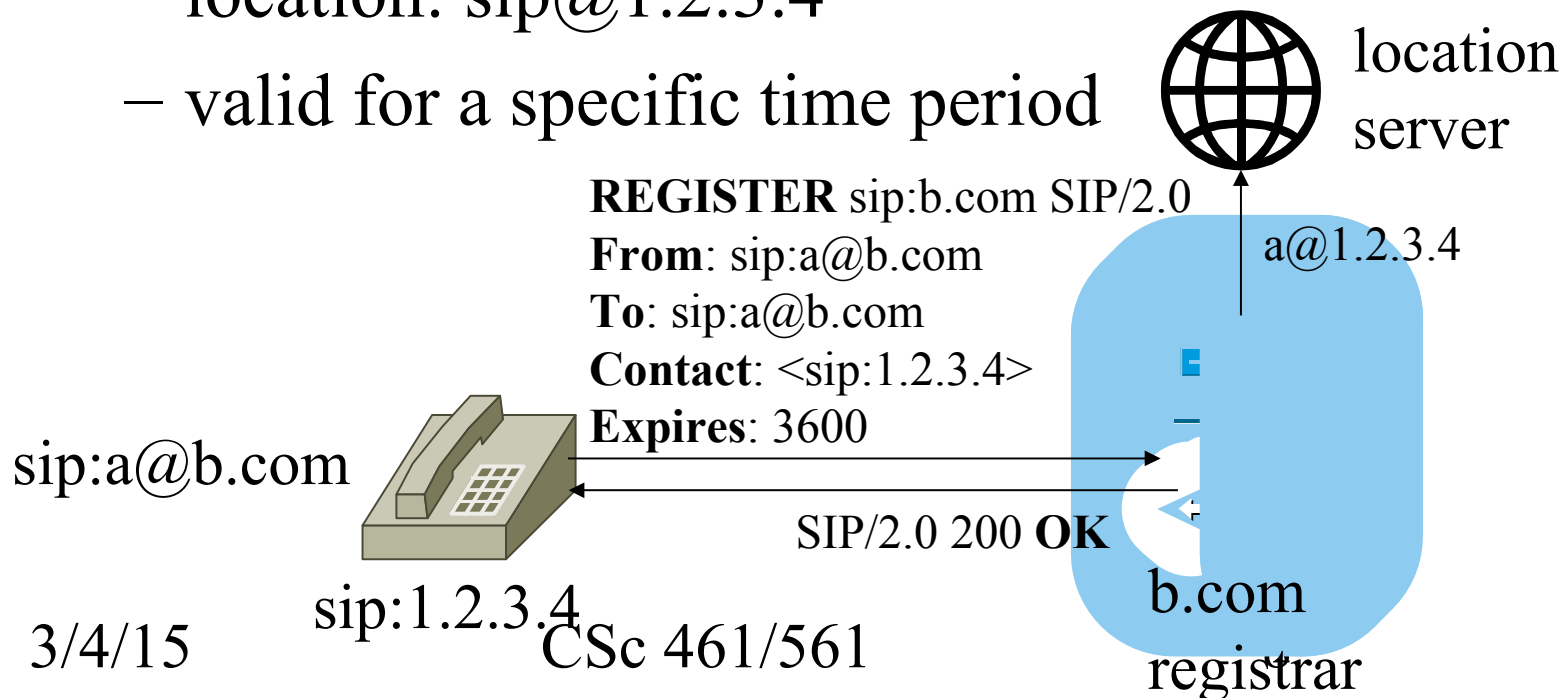 location: sip@1.2.3.4
– valid for a specific time period
location
server
REGISTER sip:b.com SIP/2.0
From: sip:a@b.com
To: sip:a@b.com
Contact: <sip:1.2.3.4>
Expires: 3600
a@1.2.3.4
sip:a@b.com
SIP/2.0 200 OK
sip:1.2.3.4
b.com
registrar
3/4/15
CSc 461/561